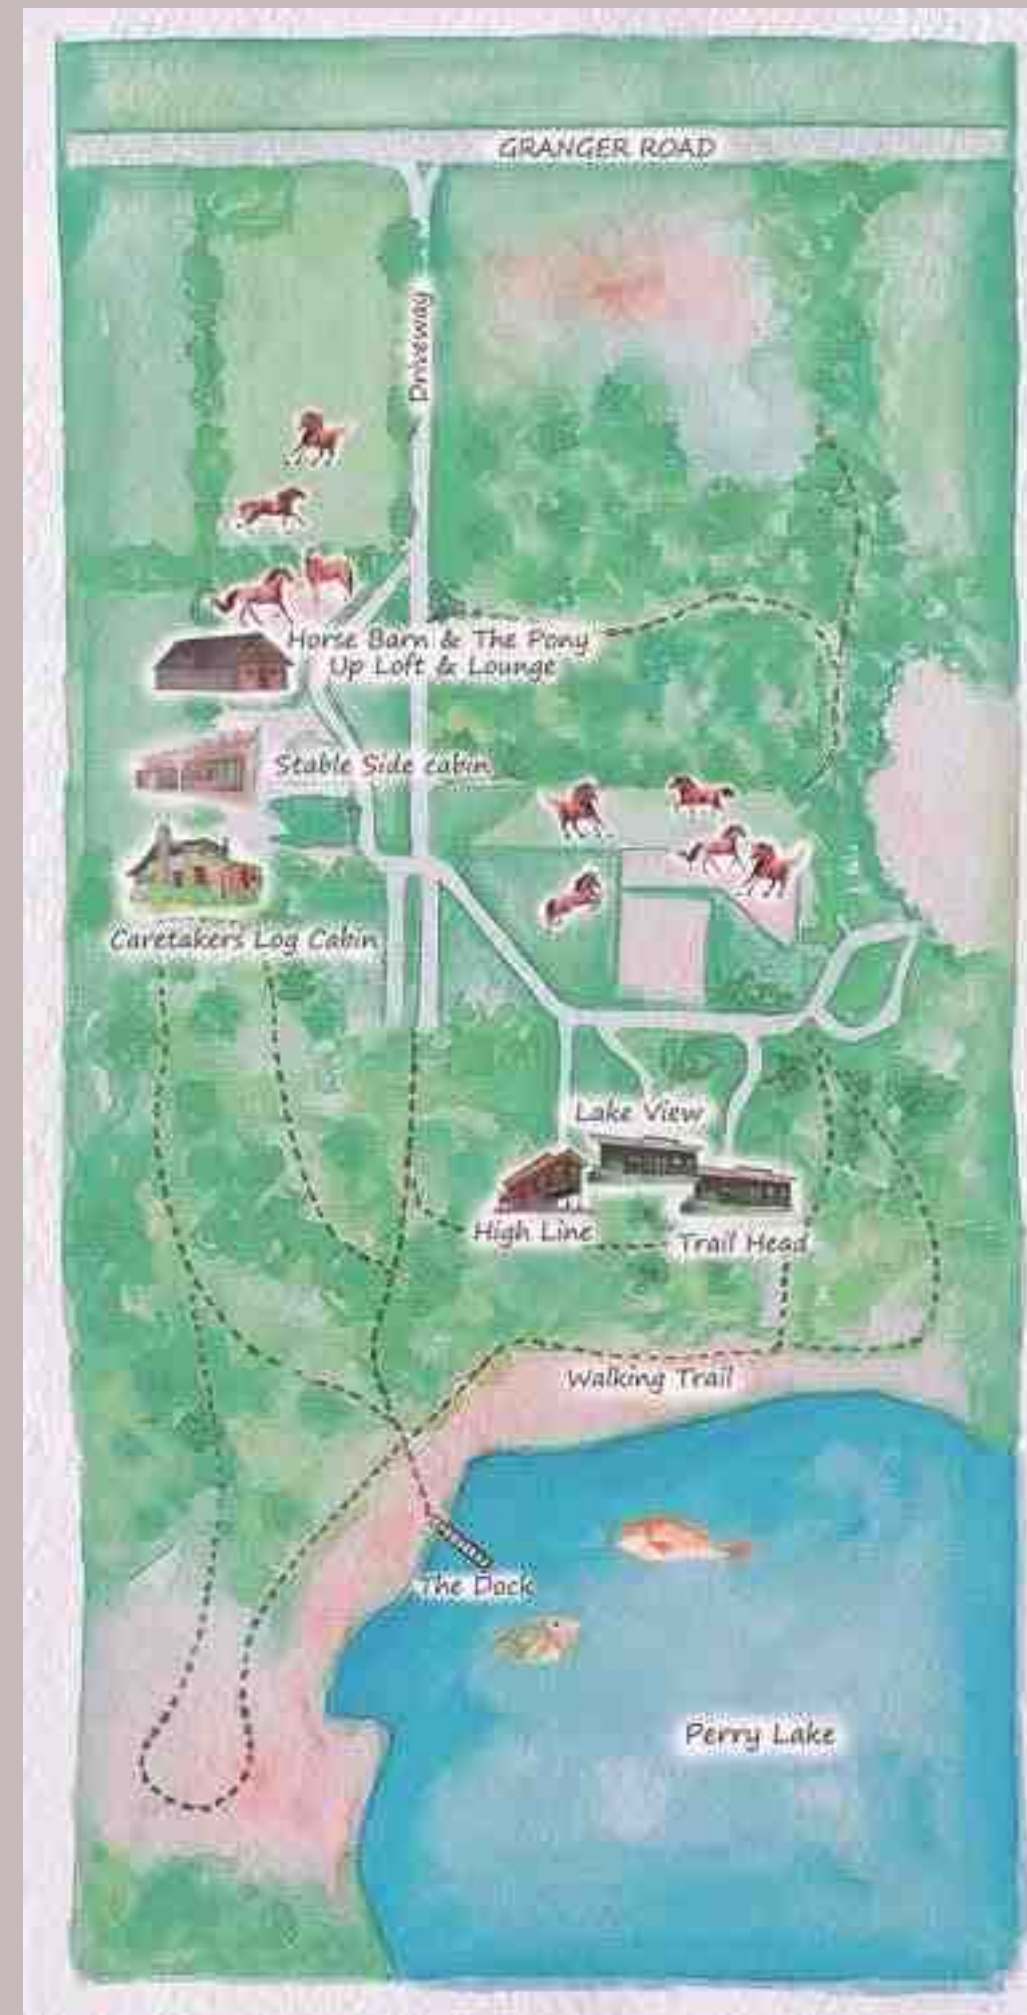 GRANGER ROAD
Driveway
Horse Barn & The Pony
Up Loft & Lounge
Stable Side cabin
Caretakers Log Cabin
Lake View
High Line
Trail Head
Walking Trail
The Dock
Perry Lake